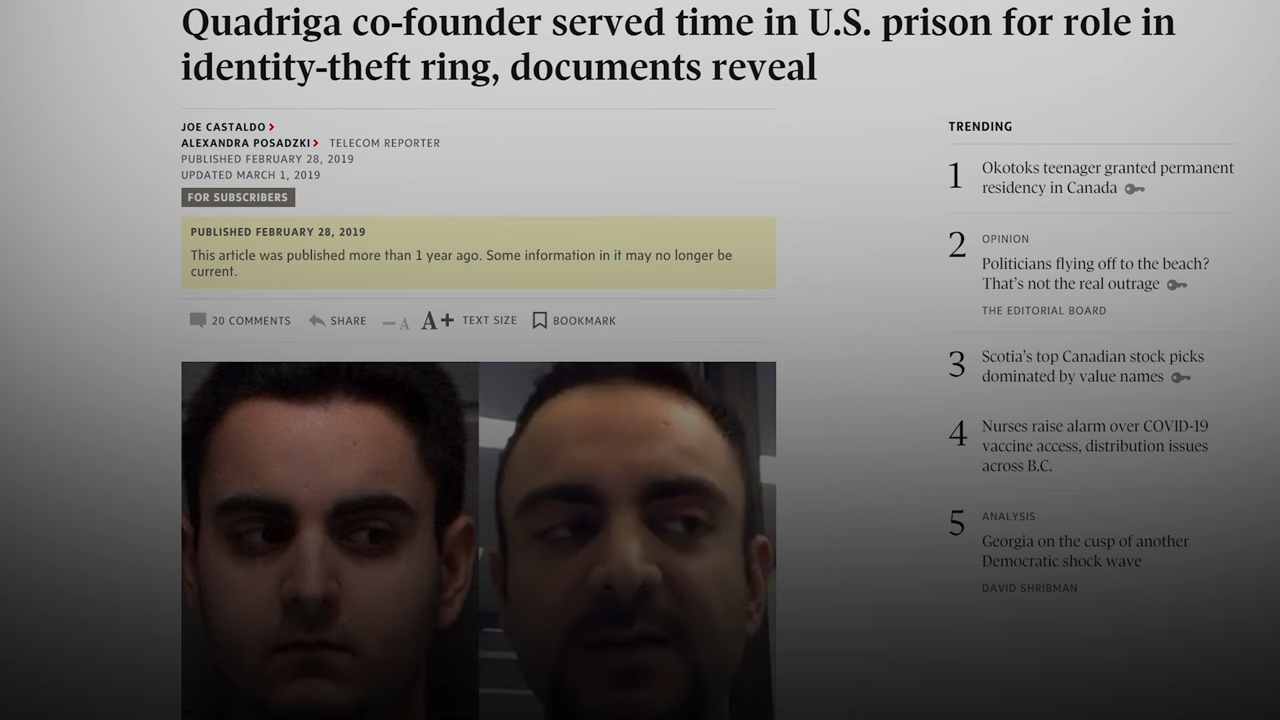 Quadriga co-founder served time in U.S. prison for role in
identity-theft ring, documents reveal
JOE CASTALDO
ALEXANDRA POSADZKI TELECOM REPORTER
PUBLISHED FEBRUARY 28, 2019
UPDATED MARCH 1, 2019
FOR SUBSCRIBERS
PUBLISHED FEBRUARY 28, 2019
This article was published more than 1 year ago. Some information in it may no longer be
current.
20 COMMENTS SHARE A A+ TEXT SIZE BOOKMARK
TRENDING
1 Okotoks teenager granted permanent
residency in Canada
2 OPINION
Politicians flying off to the beach?
That's not the real outrage
THE EDITORIAL BOARD
3 Scotia's top Canadian stock picks
dominated by value names
4 Nurses raise alarm over COVID-19
vaccine access, distribution issues
across B.C.
5 ANALYSIS
Georgia on the cusp of another
Democratic shock wave
DAVID SHRIBMAN